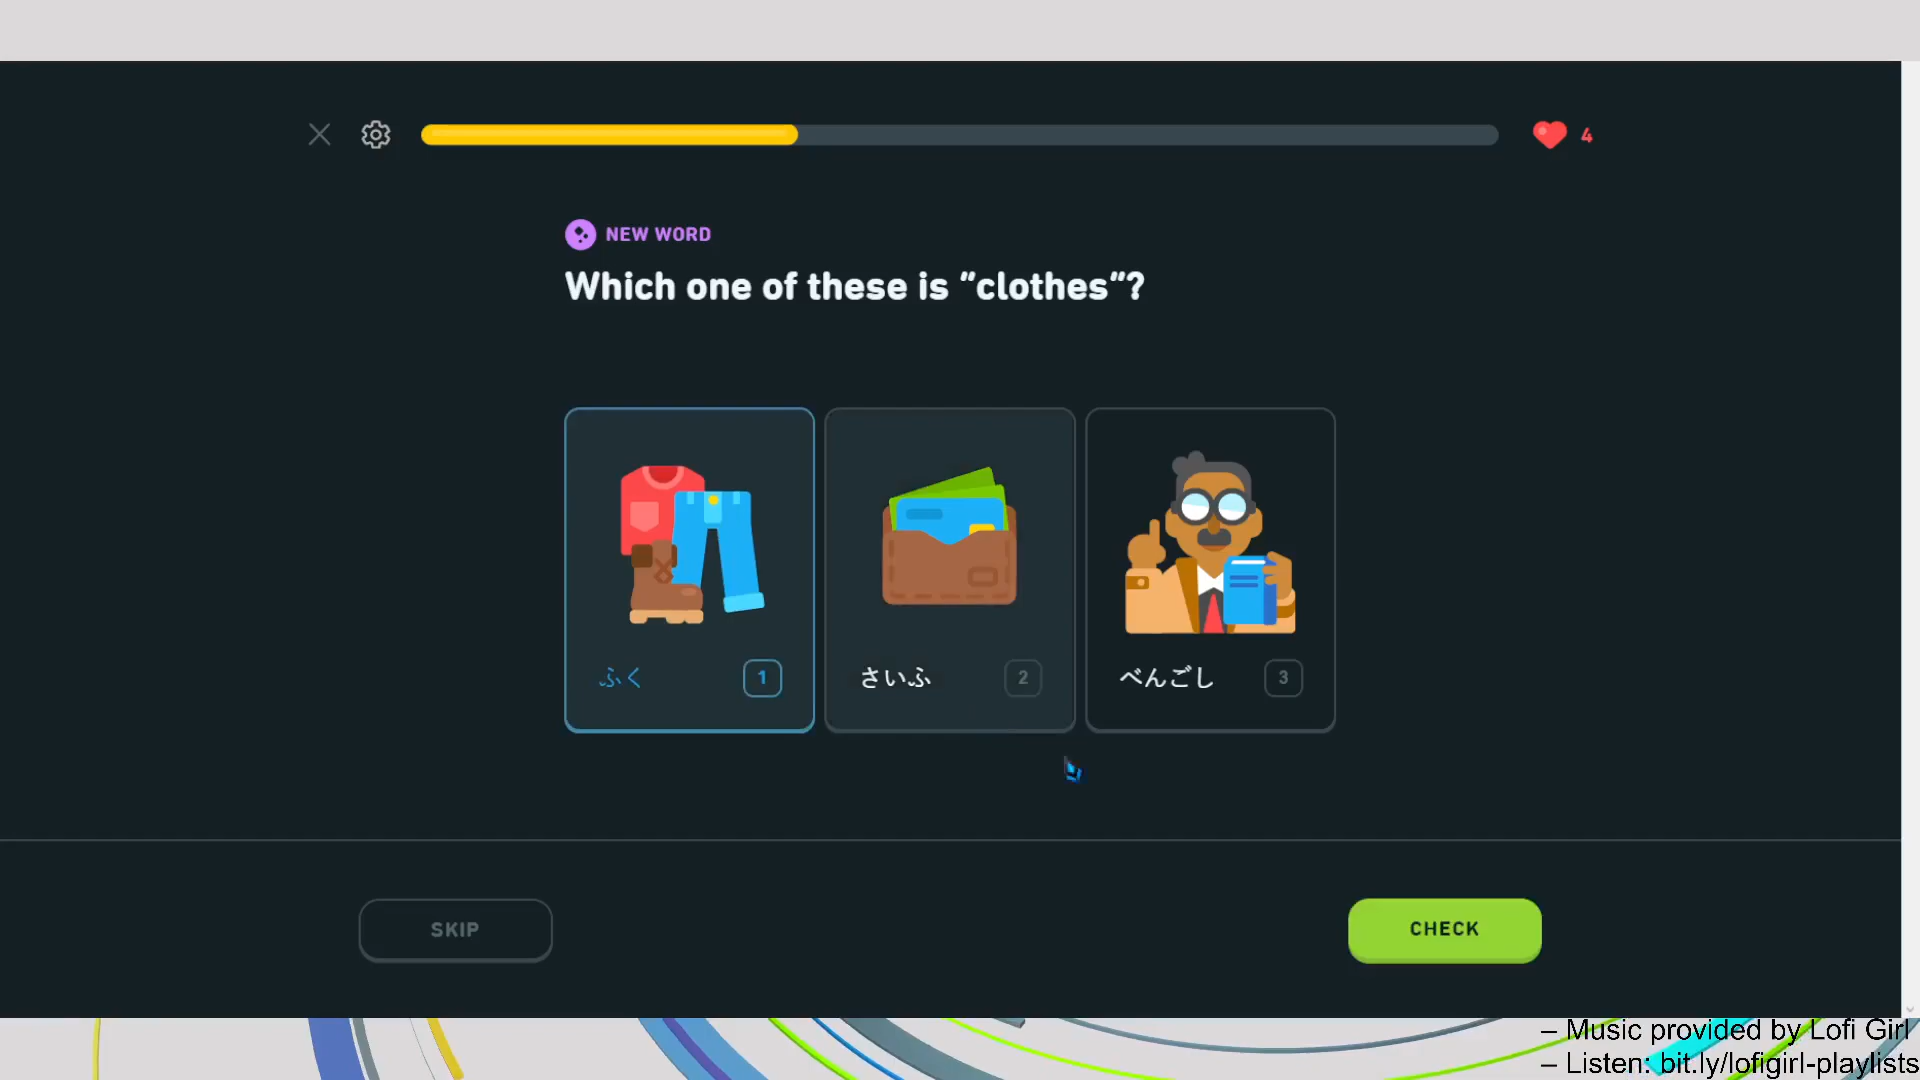 4
NEW WORD
Which one of these is “clothes“?
ふく 1
さいふ 2
べんごし 3
SKIP
CHECK
– Music provided by Lofi Girl
– Listen: bit.ly/lofigirl-playlists